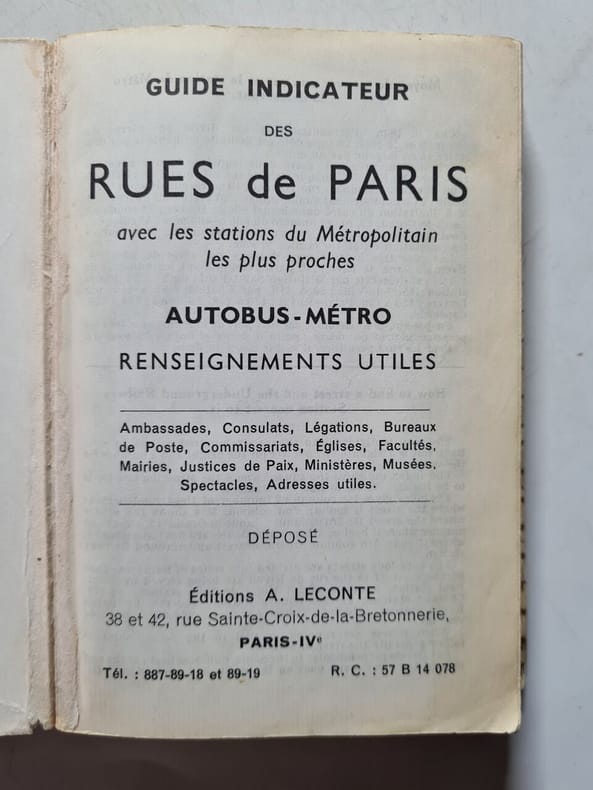 GUIDE INDICATEUR
DES
RUES de PARIS
avec les stations du Métropolitain
les plus proches
AUTOBUS-MÉTRO
RENSEIGNEMENTS UTILES
Ambassades, Consulats, Légations, Bureaux
de Poste, Commissariats, Églises, Facultés,
Mairies, Justices de Paix, Ministères, Musées.
Spectacles, Adresses utiles.
DÉPOSÉ
Éditions A. LECONTE
38 et 42, rue Sainte-Croix-de-la-Bretonnerie,
PARIS-IVᵉ
Tél. : 887-89-18 et 89-19 R. C. : 57 B 14 078